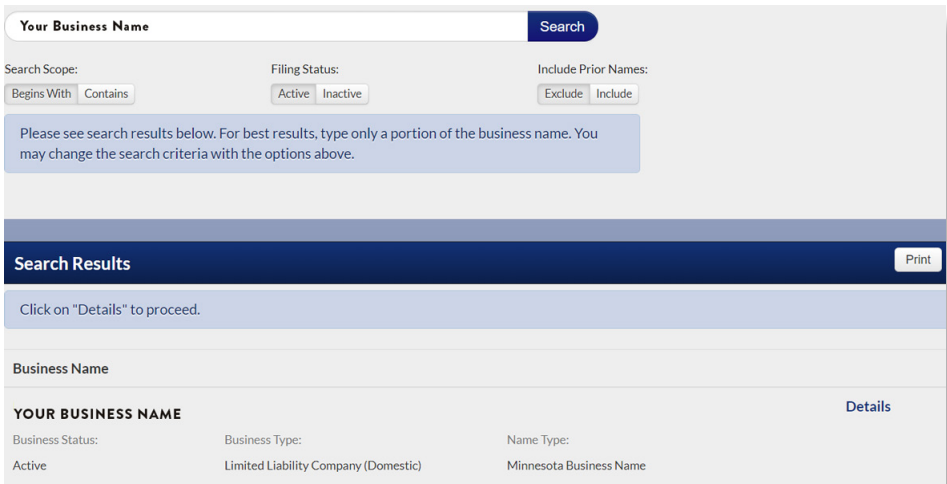 Your Business Name Search
Search Scope: Filing Status: Include Prior Names:
Begins With Contains Active Inactive Exclude Include
Please see search results below. For best results, type only a portion of the business name. You
may change the search criteria with the options above.
Search Results Print
Click on "Details" to proceed.
Business Name
YOUR BUSINESS NAME Details
Business Status: Business Type: Name Type:
Active Limited Liability Company (Domestic) Minnesota Business Name